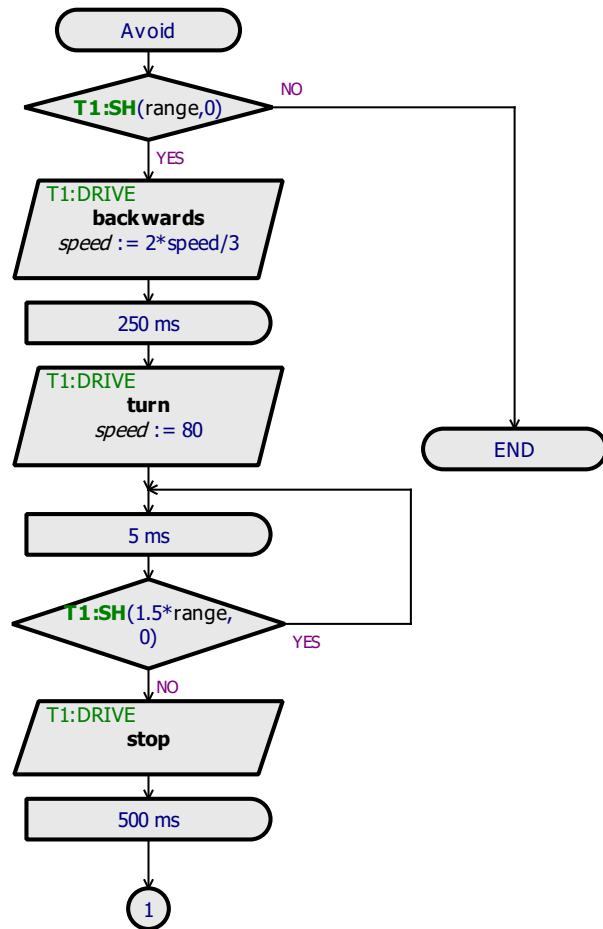 Avoid
T1:SH(range,0)
NO
YES
T1:DRIVE
backwards
speed := 2*speed/3
250 ms
T1:DRIVE
turn
speed := 80
END
5 ms
T1:SH(1.5*range,
0)
YES
NO
T1:DRIVE
stop
500 ms
1